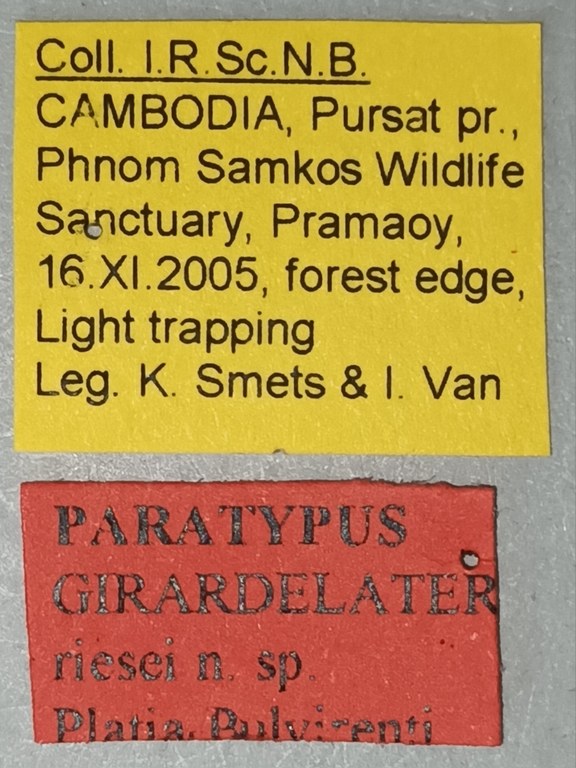 Coll. I.R.Sc.N.B.
CAMBODIA, Pursat pr.,
Phnom Samkos Wildlife
Sanctuary, Pramaoy,
16.XI.2005, forest edge,
Light trapping
Leg. K. Smets & I. Van
PARATYPUS
GIRARDELATER
riesei n. sp.
Platia, Pulvirenti